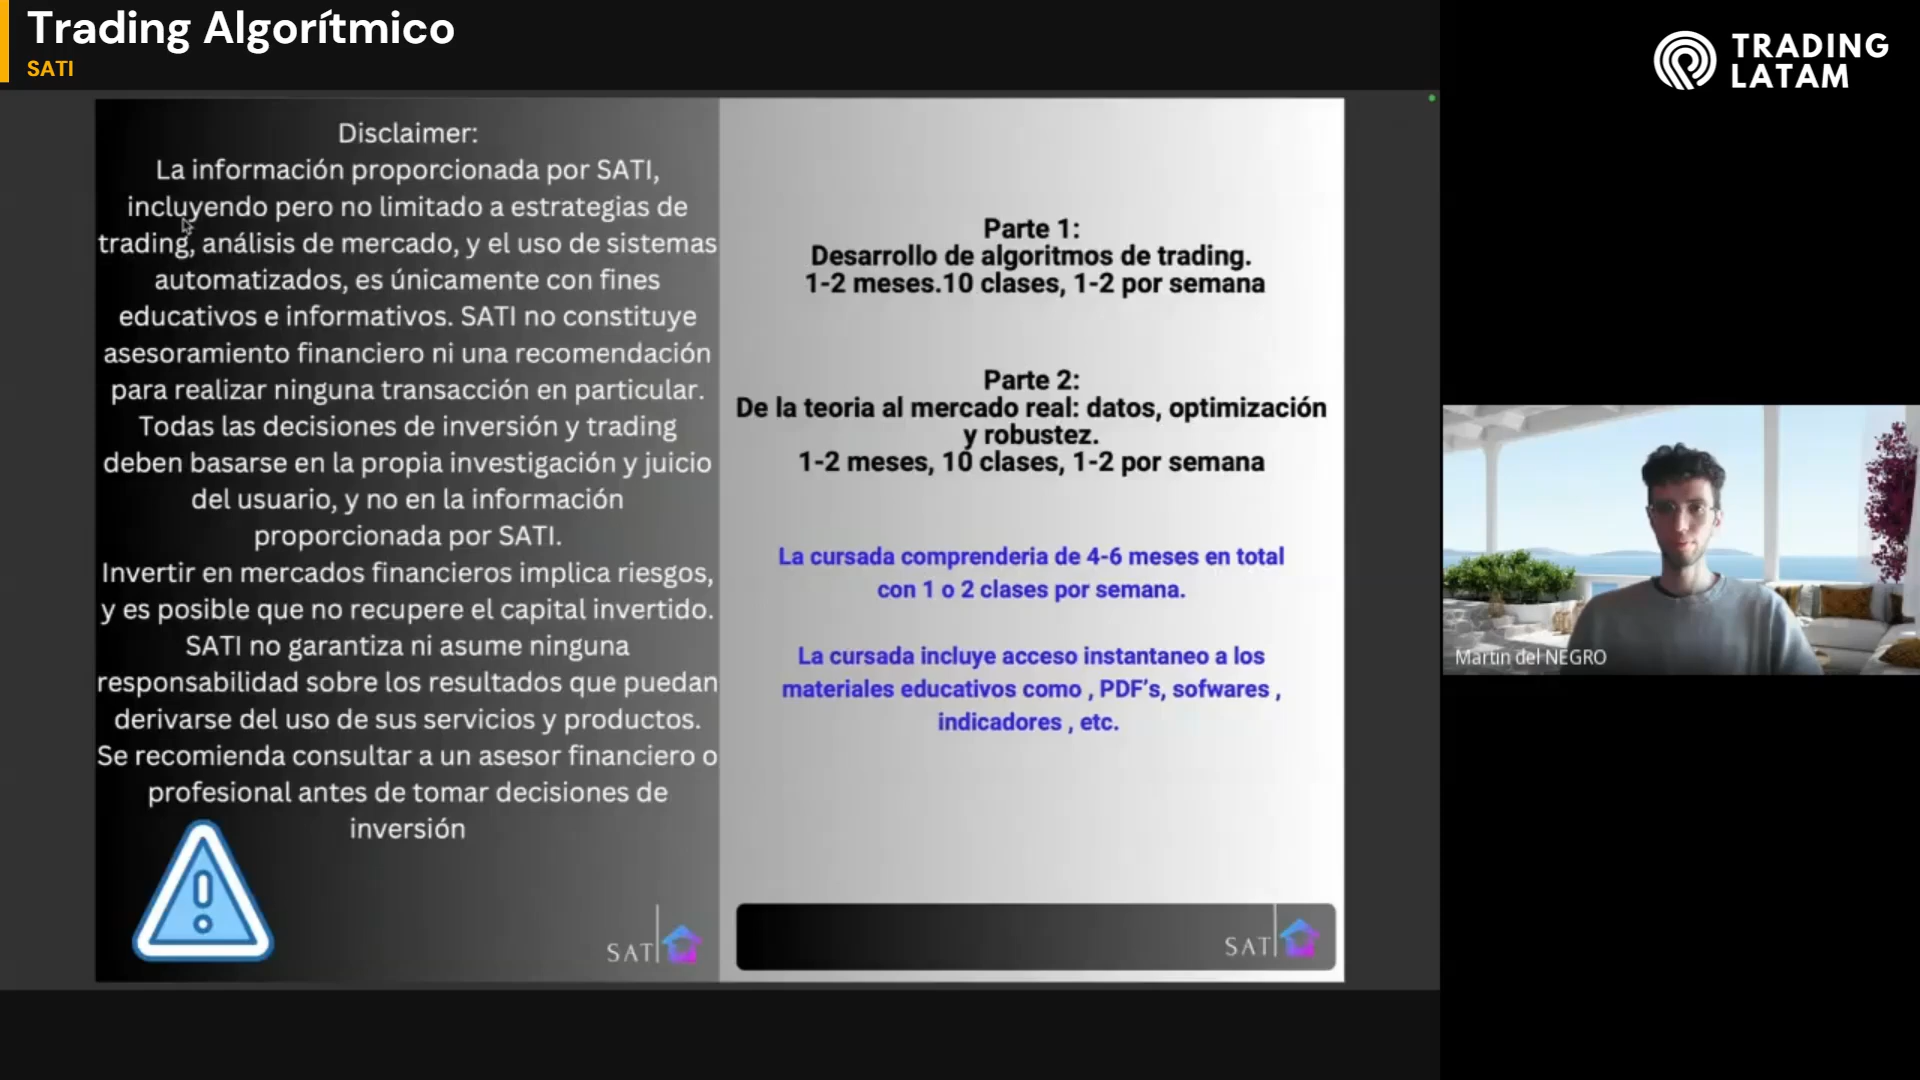 Trading Algorítmico
SATI
TRADING
LATAM
Disclaimer:
La información proporcionada por SATI,
incluyendo pero no limitado a estrategias de
trading, análisis de mercado, y el uso de sistemas
automatizados, es únicamente con fines
educativos e informativos. SATI no constituye
asesoramiento financiero ni una recomendación
para realizar ninguna transacción en particular.
Todas las decisiones de inversión y trading
deben basarse en la propia investigación y juicio
del usuario, y no en la información
proporcionada por SATI.
Invertir en mercados financieros implica riesgos,
y es posible que no recupere el capital invertido.
SATI no garantiza ni asume ninguna
responsabilidad sobre los resultados que puedan
derivarse del uso de sus servicios y productos.
Se recomienda consultar a un asesor financiero o
profesional antes de tomar decisiones de
inversión
SATI
Parte 1:
Desarrollo de algoritmos de trading.
1-2 meses.10 clases, 1-2 por semana
Parte 2:
De la teoria al mercado real: datos, optimización
y robustez.
1-2 meses, 10 clases, 1-2 por semana
La cursada comprenderia de 4-6 meses en total
con 1 o 2 clases por semana.
La cursada incluye acceso instantaneo a los
materiales educativos como , PDF's, sofwares ,
indicadores , etc.
SATI
Martin del NEGRO